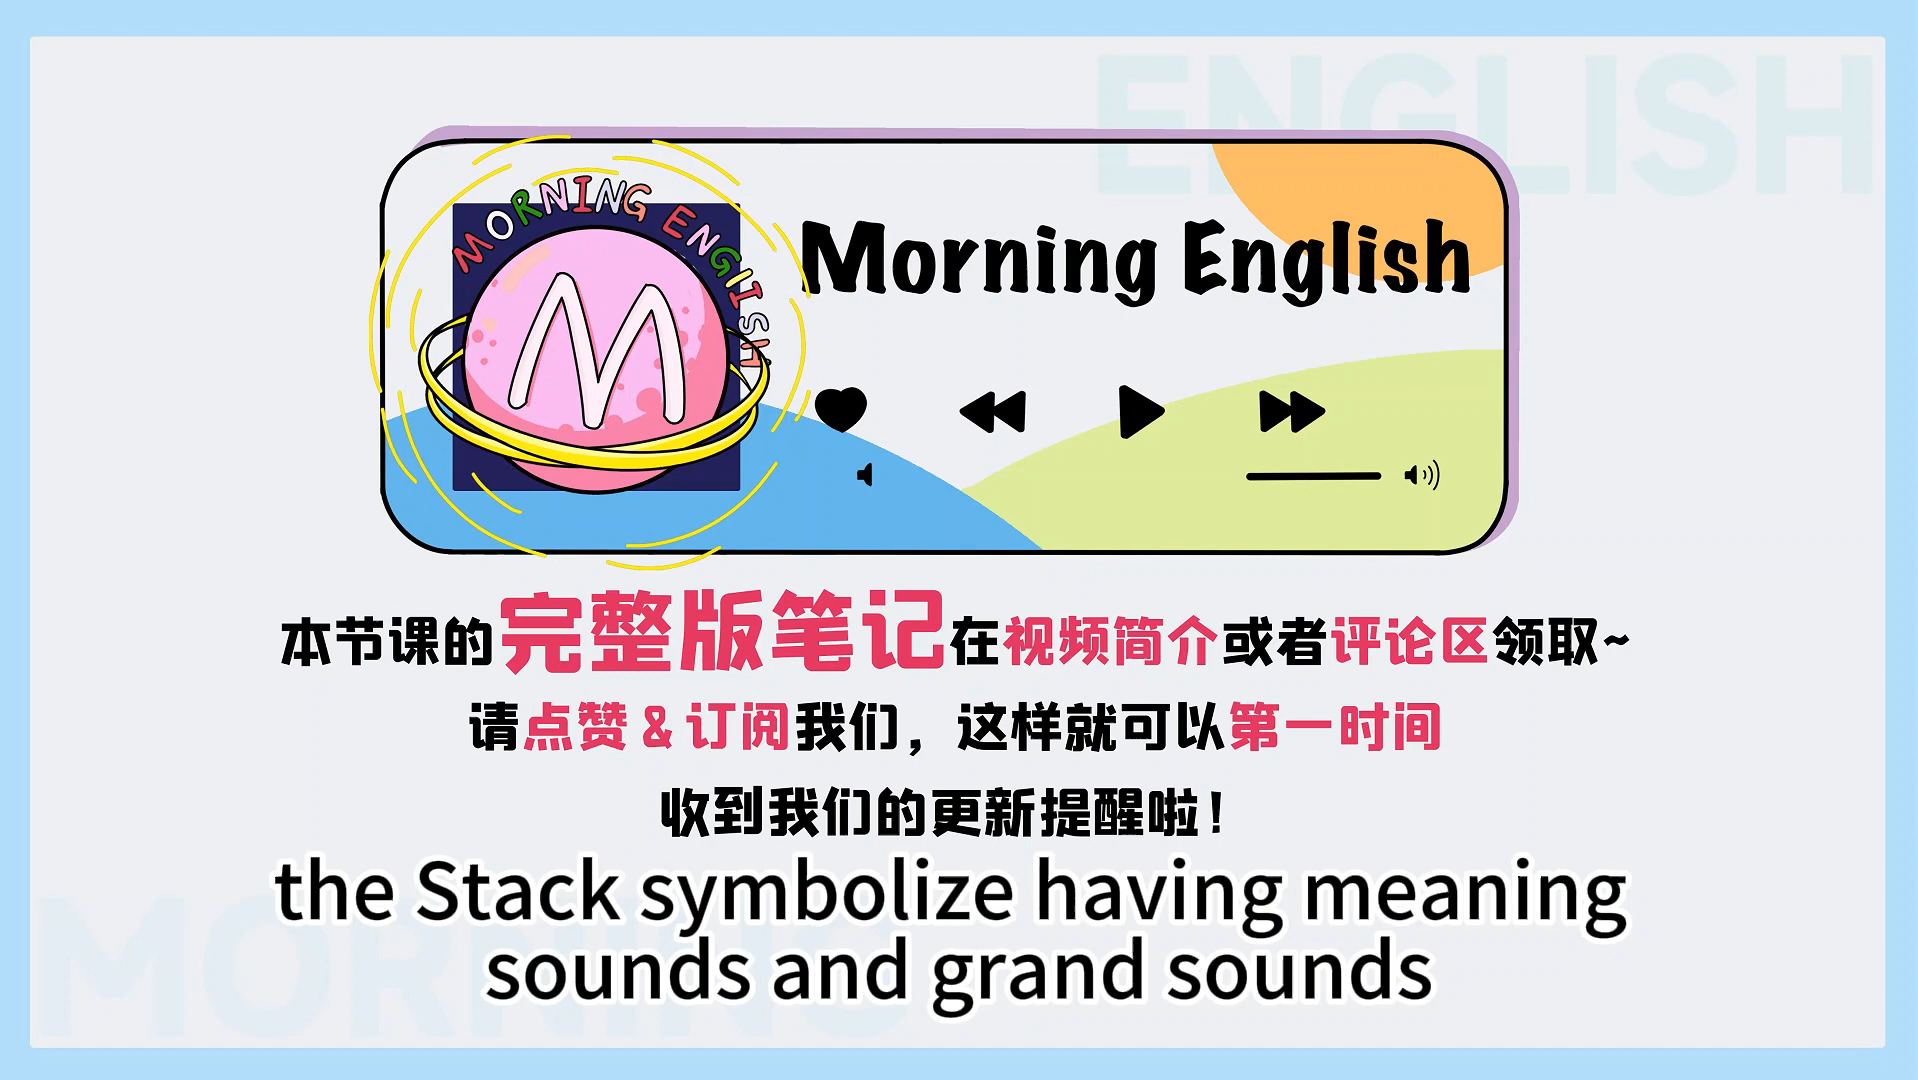 ENGLISH
MORNING ENGLISH
M
Morning English
本节课的完整版笔记在视频简介或者评论区领取~
请点赞&订阅我们，这样就可以第一时间
收到我们的更新提醒啦！
the Stack symbolize having meaning
sounds and grand sounds
MORNING